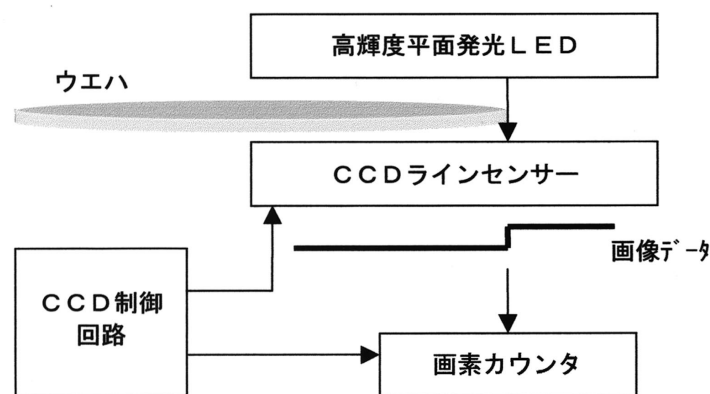 高輝度平面発光ＬＥＤ
ウエハ
ＣＣＤラインセンサー
画像ﾃﾞｰﾀ
ＣＣＤ制御
回路
画素カウンタ